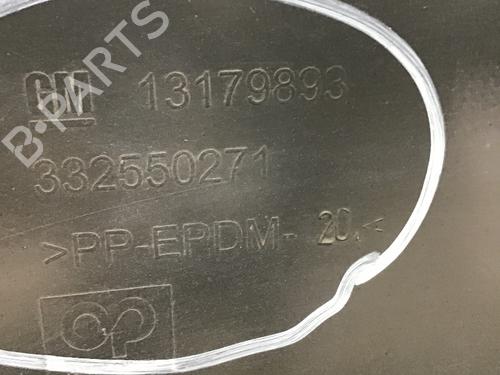 B-PARTS
GM 13179893
332550271
>PP-EPDM- 20.<